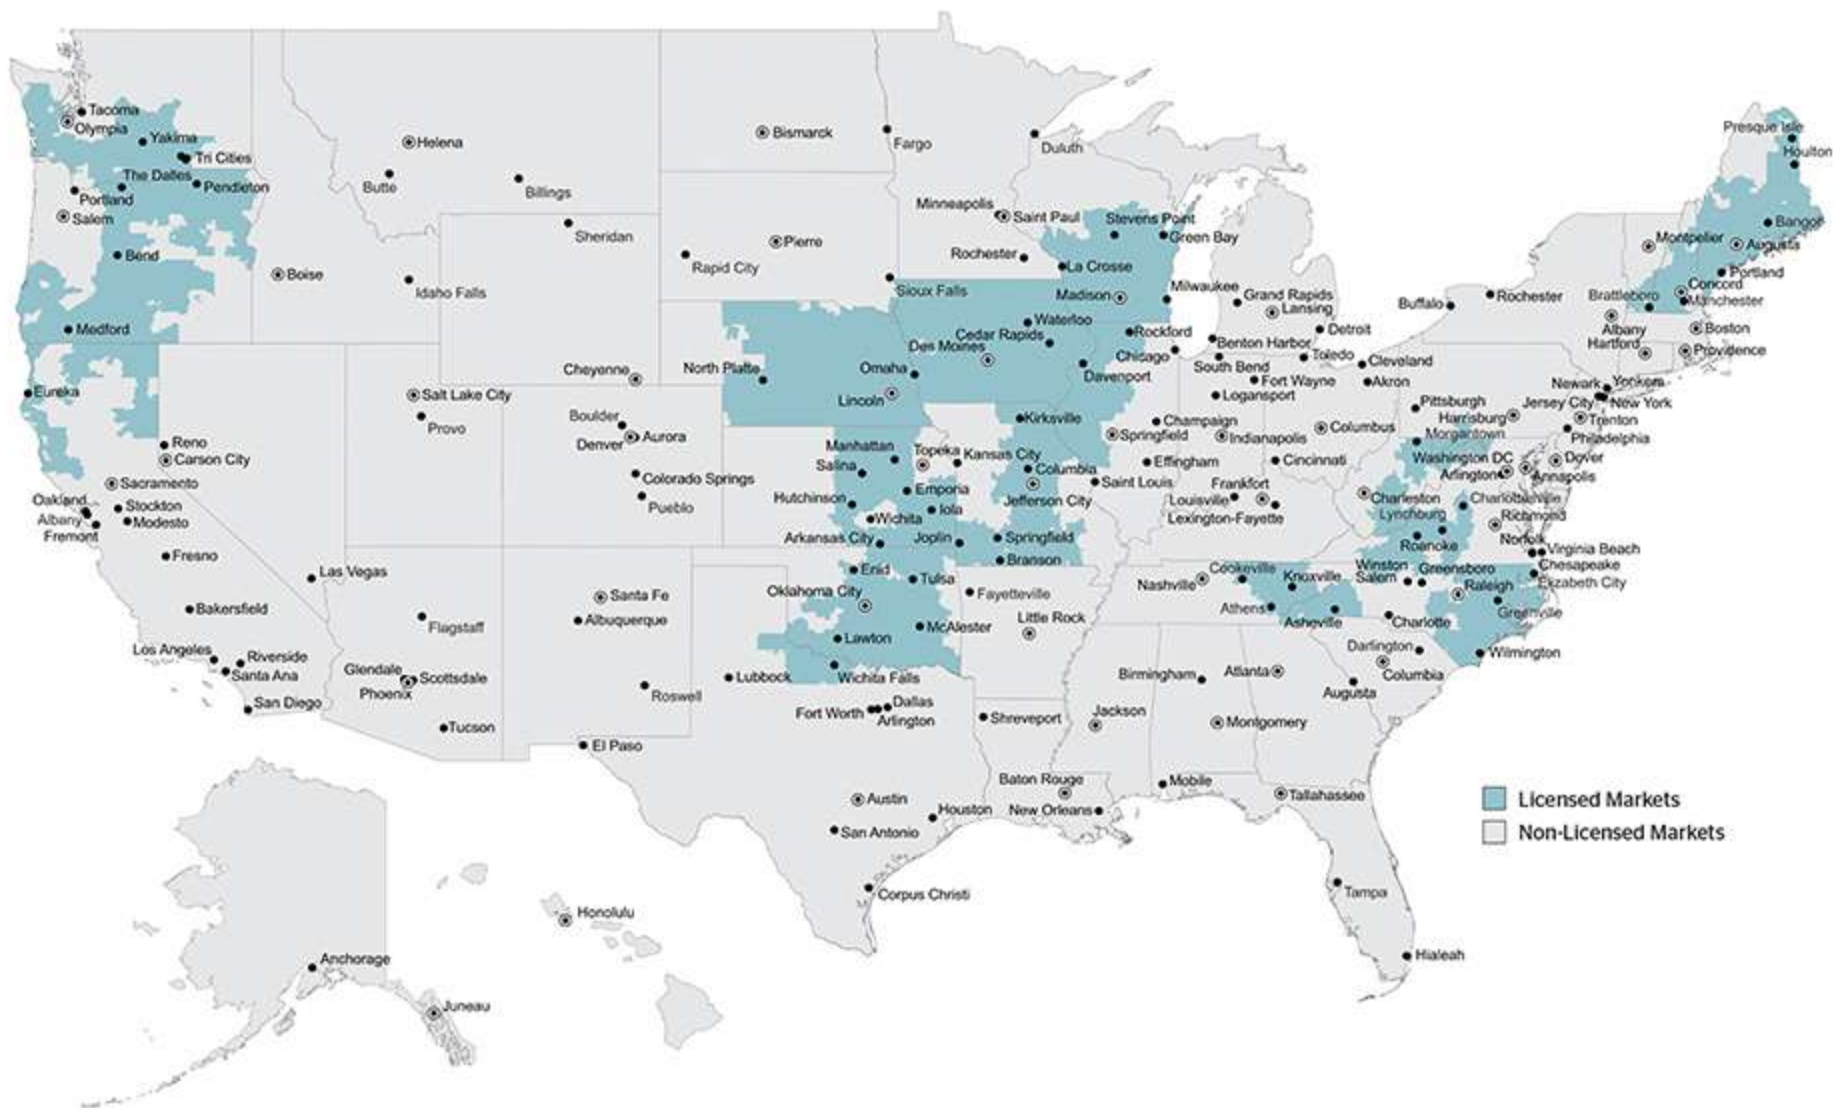 Tacoma
Olympia
Yakima
Tri Cities
The Dalles
Pendleton
Portland
Salem
Bend
Medford
Eureka
Helena
Butte
Billings
Sheridan
Boise
Idaho Falls
Bismarck
Fargo
Duluth
Pierre
Rapid City
Sioux Falls
Minneapolis
Saint Paul
Rochester
Stevens Point
Green Bay
La Crosse
Madison
Milwaukee
Grand Rapids
Lansing
Detroit
Waterloo
Cedar Rapids
Des Moines
Rockford
Chicago
Davenport
Benton Harbor
South Bend
Toledo
Fort Wayne
Logansport
Cleveland
Akron
Buffalo
Rochester
Presque Isle
Houlton
Bangor
Montpelier
Augusta
Portland
Concord
Manchester
Brattleboro
Albany
Boston
Hartford
Providence
Newark
Yonkers
Jersey City
New York
Pittsburgh
Harrisburg
Trenton
Philadelphia
Morgantown
Washington DC
Dover
Arlington
Annapolis
Charleston
Charlottesville
Lynchburg
Richmond
Roanoke
Norfolk
Virginia Beach
Chesapeake
Elizabeth City
Winston
Salem
Greensboro
Raleigh
Greenville
Charlotte
Wilmington
Darlington
Columbia
Augusta
Cheyenne
North Platte
Omaha
Lincoln
Kirksville
Champaign
Springfield
Indianapolis
Columbus
Salt Lake City
Provo
Boulder
Denver
Aurora
Colorado Springs
Pueblo
Manhattan
Topeka
Kansas City
Salina
Columbia
Effingham
Cincinnati
Emporia
Jefferson City
Saint Louis
Frankfort
Louisville
Lexington-Fayette
Hutchinson
Iola
Wichita
Arkansas City
Joplin
Springfield
Branson
Reno
Carson City
Sacramento
Oakland
Stockton
Albany
Modesto
Fremont
Fresno
Las Vegas
Bakersfield
Los Angeles
Riverside
Santa Ana
San Diego
Flagstaff
Glendale
Scottsdale
Phoenix
Tucson
Santa Fe
Albuquerque
Roswell
El Paso
Enid
Tulsa
Oklahoma City
Lawton
McAlester
Fayetteville
Little Rock
Nashville
Cookeville
Knoxville
Athens
Asheville
Lubbock
Wichita Falls
Fort Worth
Dallas
Arlington
Shreveport
Jackson
Birmingham
Atlanta
Montgomery
Baton Rouge
New Orleans
Mobile
Tallahassee
Austin
Houston
San Antonio
Corpus Christi
Tampa
Hialeah
Honolulu
Anchorage
Juneau
Licensed Markets
Non-Licensed Markets